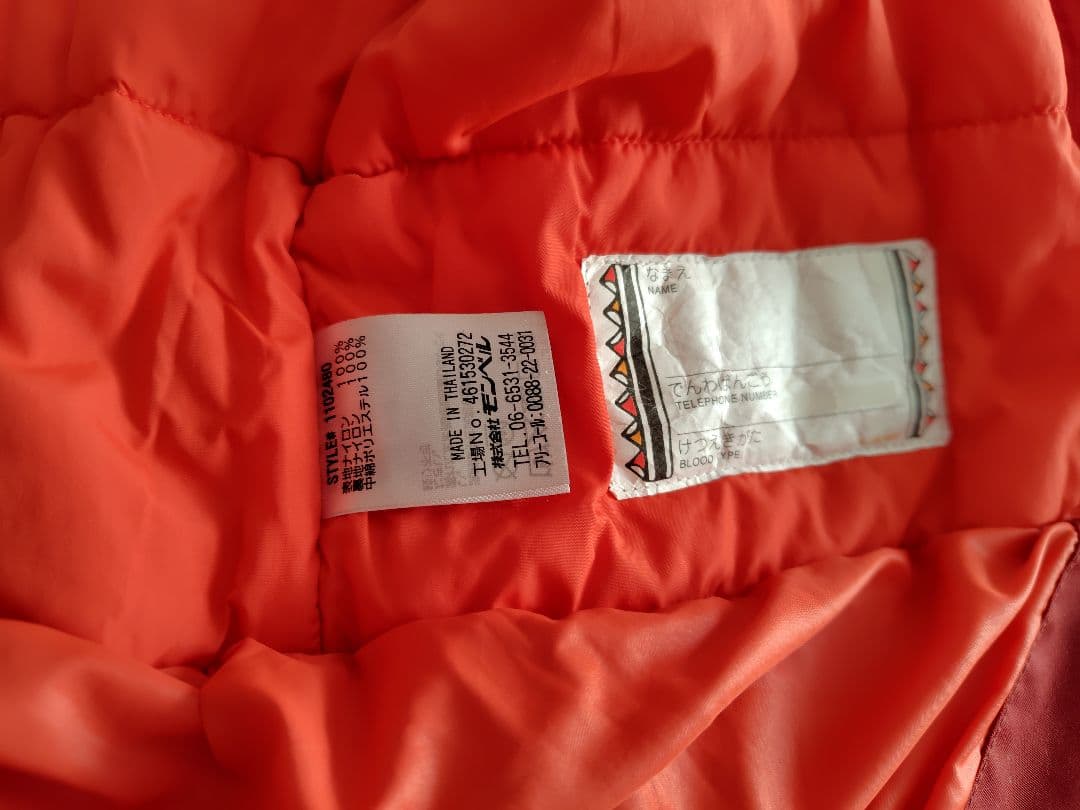 STYLE# 1102480
表地ナイロン 100%
裏地ナイロン 100%
中綿ポリエステル100%
MADE IN THAILAND
工場No. 461530272
株式会社モンベル
TEL. 06-6531-3544
フリーコール:0088-22-0031
なまえ
NAME
でんわばんごう
TELEPHONE NUMBER
けつえきがた
BLOOD TYPE